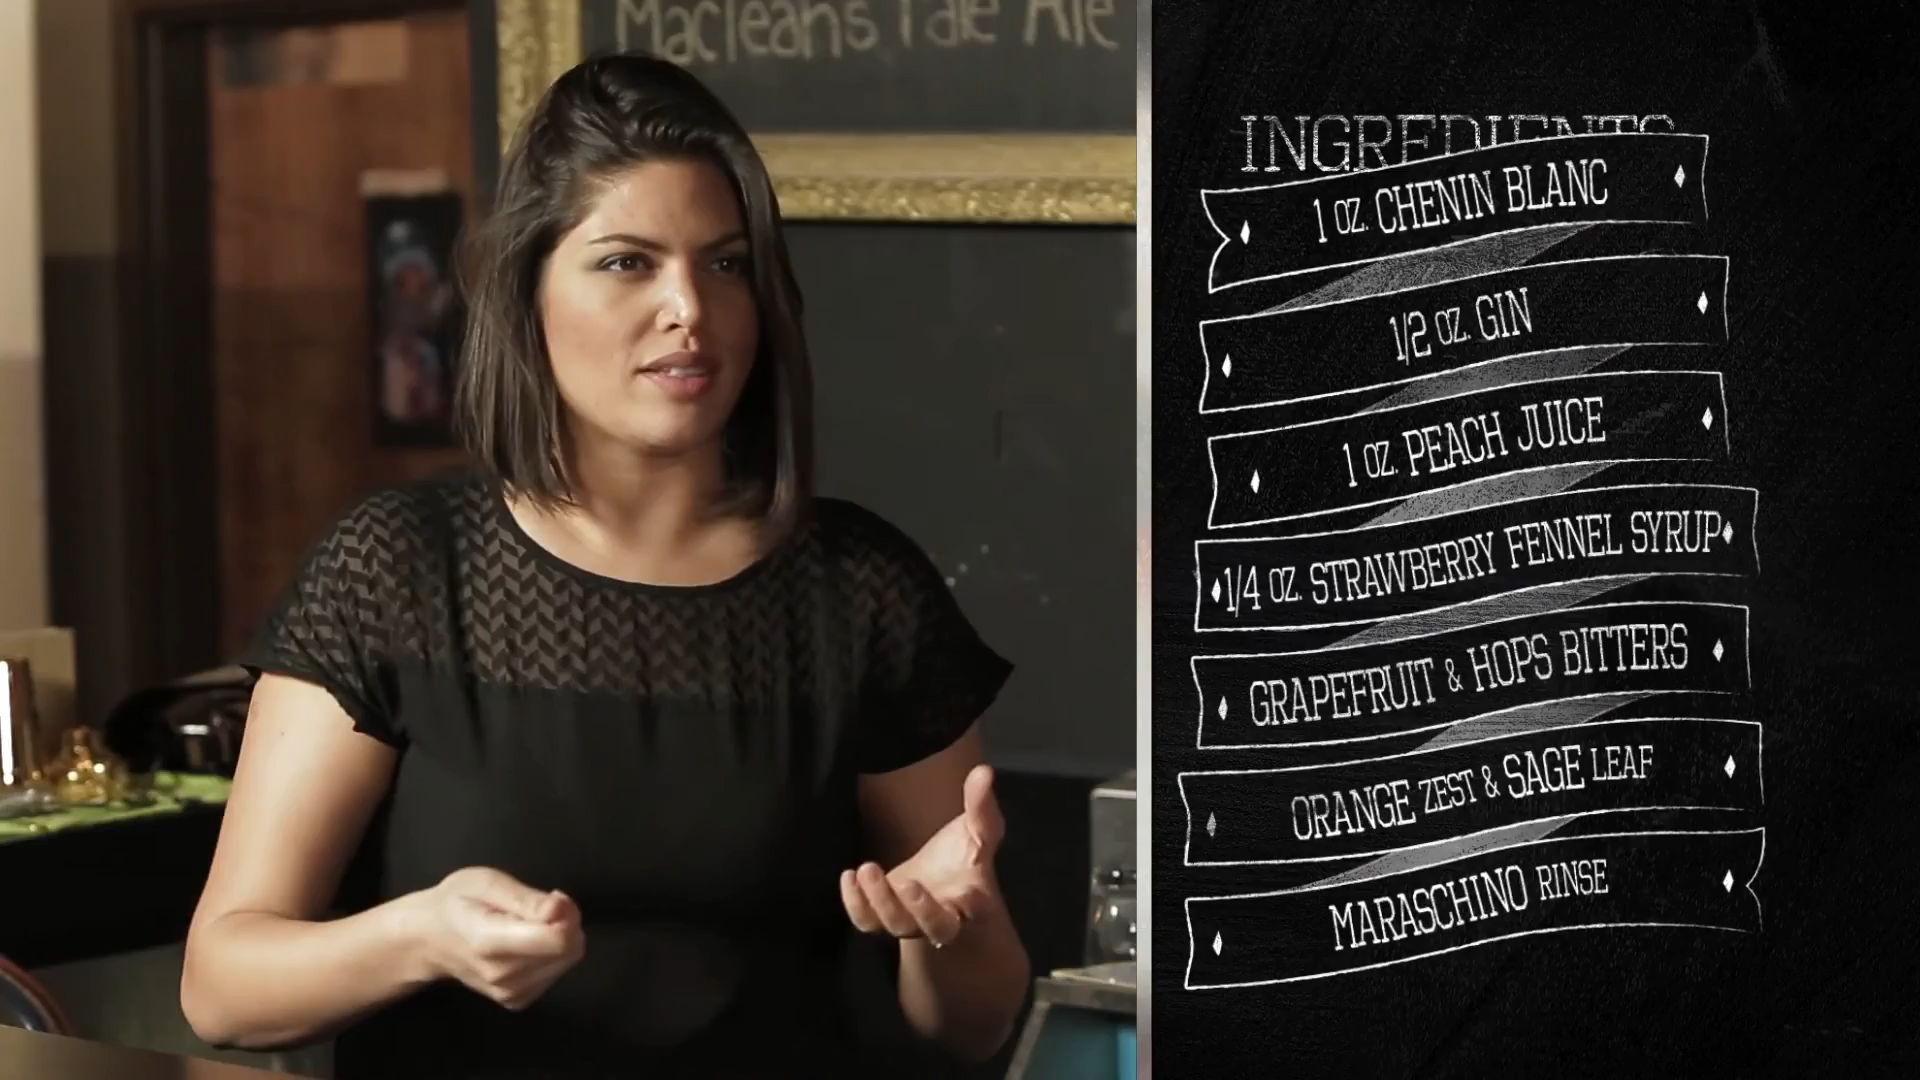 Macleans Pale Ale
INGREDIENTS
1 OZ. CHENIN BLANC
1/2 OZ. GIN
1 OZ. PEACH JUICE
1/4 OZ. STRAWBERRY FENNEL SYRUP
GRAPEFRUIT & HOPS BITTERS
ORANGE ZEST & SAGE LEAF
MARASCHINO RINSE